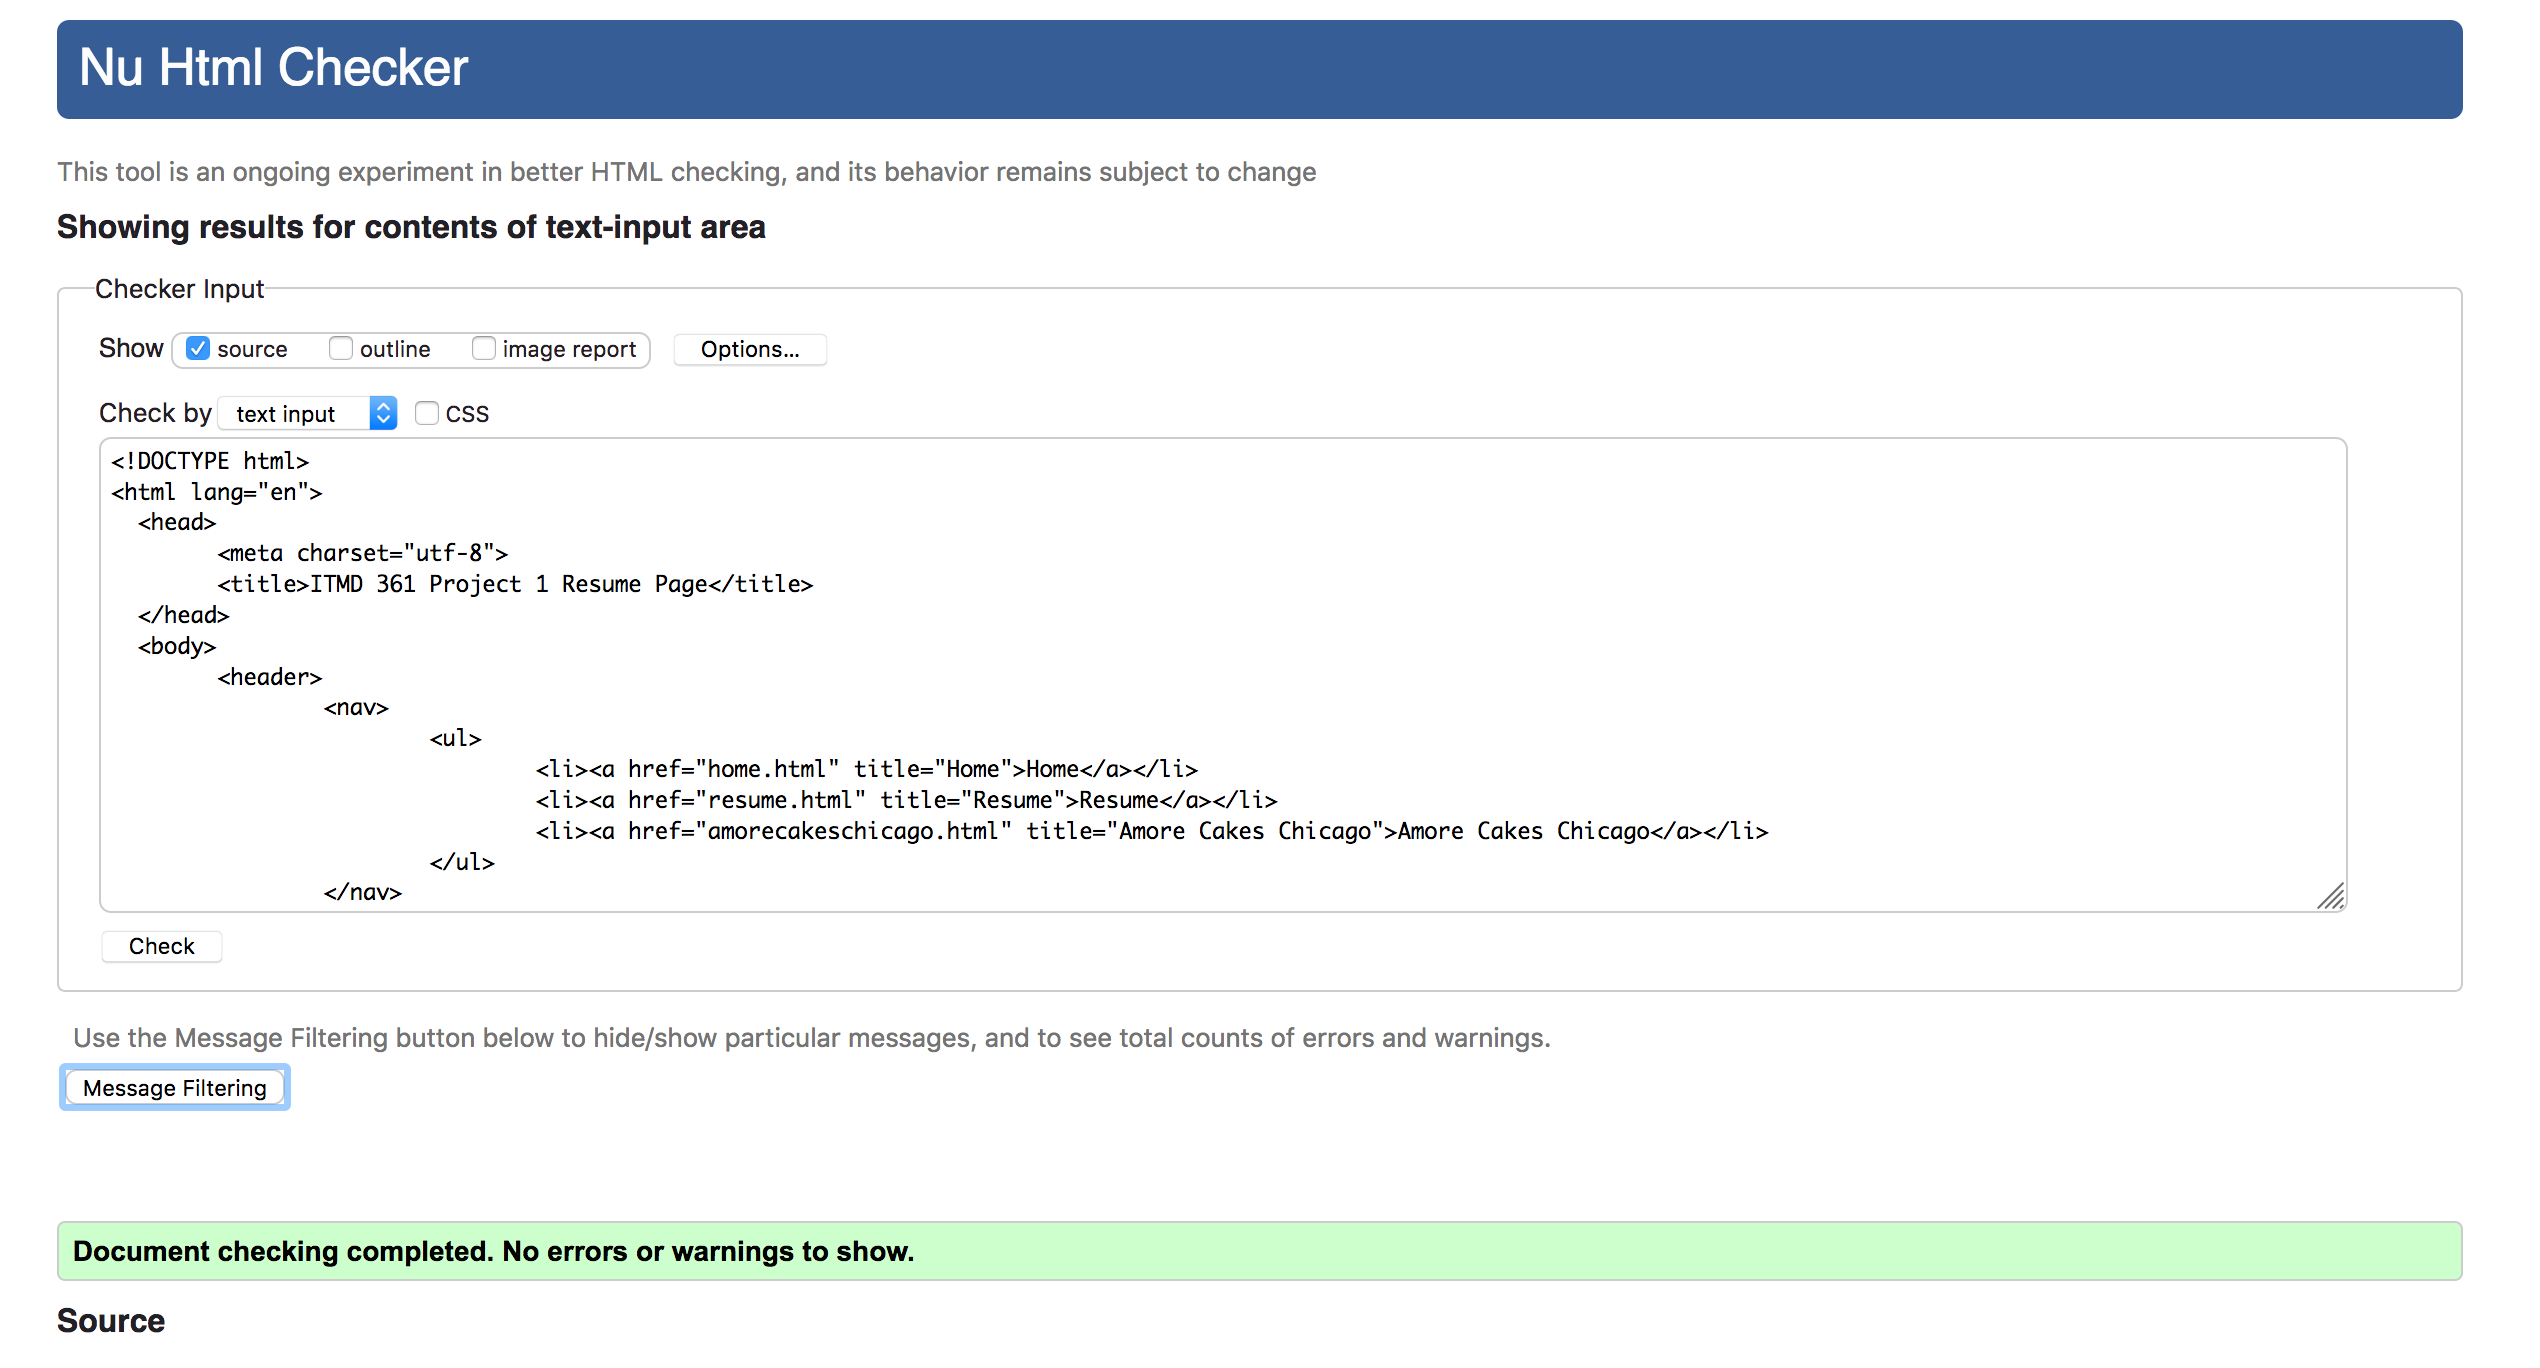 Nu Html Checker
This tool is an ongoing experiment in better HTML checking, and its behavior remains subject to change
Showing results for contents of text-input area
Checker Input
Show source outline image report Options...
Check by text input CSS
<!DOCTYPE html>
<html lang="en">
<head>
<meta charset="utf-8">
<title>ITMD 361 Project 1 Resume Page</title>
</head>
<body>
<header>
<nav>
<ul>
<li><a href="home.html" title="Home">Home</a></li>
<li><a href="resume.html" title="Resume">Resume</a></li>
<li><a href="amorecakeschicago.html" title="Amore Cakes Chicago">Amore Cakes Chicago</a></li>
</ul>
</nav>
Check
Use the Message Filtering button below to hide/show particular messages, and to see total counts of errors and warnings.
Message Filtering
Document checking completed. No errors or warnings to show.
Source